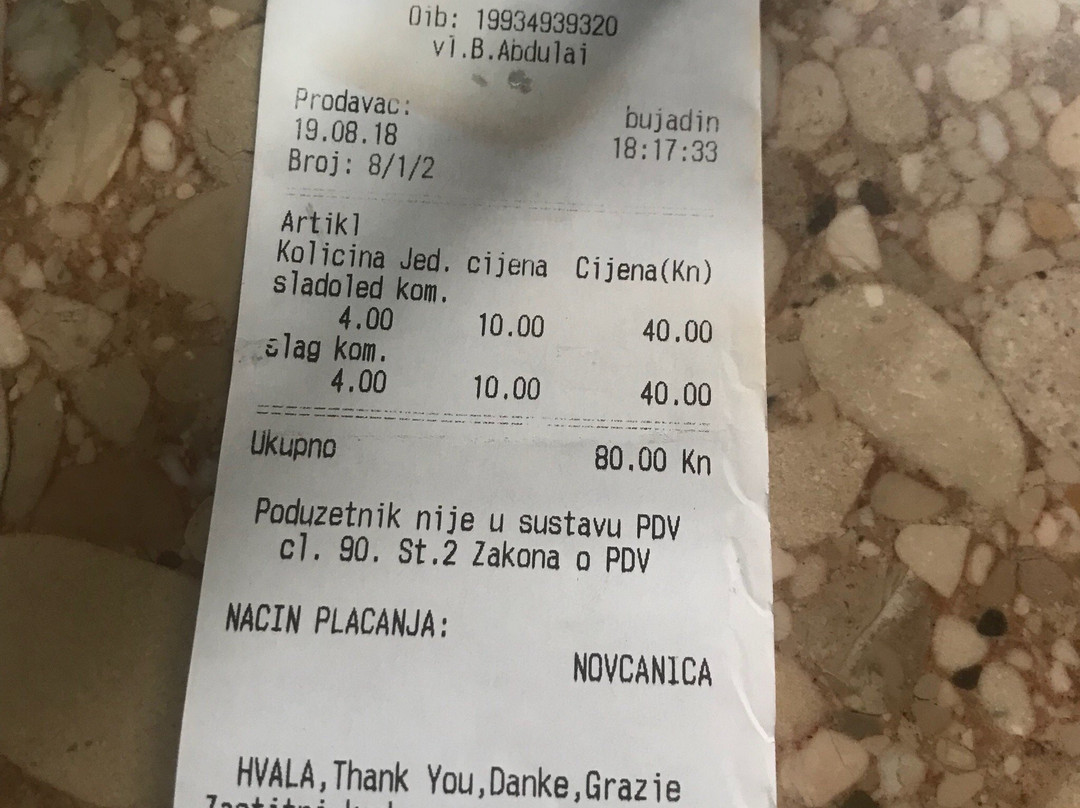 Oib: 19934939320
vl.B.Abdulai
Prodavac: bujadin
19.08.18 18:17:33
Broj: 8/1/2
Artikl
Kolicina Jed. cijena Cijena(Kn)
sladoled kom.
4.00 10.00 40.00
slag kom.
4.00 10.00 40.00
Ukupno 80.00 Kn
Poduzetnik nije u sustavu PDV
cl. 90. St.2 Zakona o PDV
NACIN PLACANJA:
NOVCANICA
HVALA,Thank You,Danke,Grazie